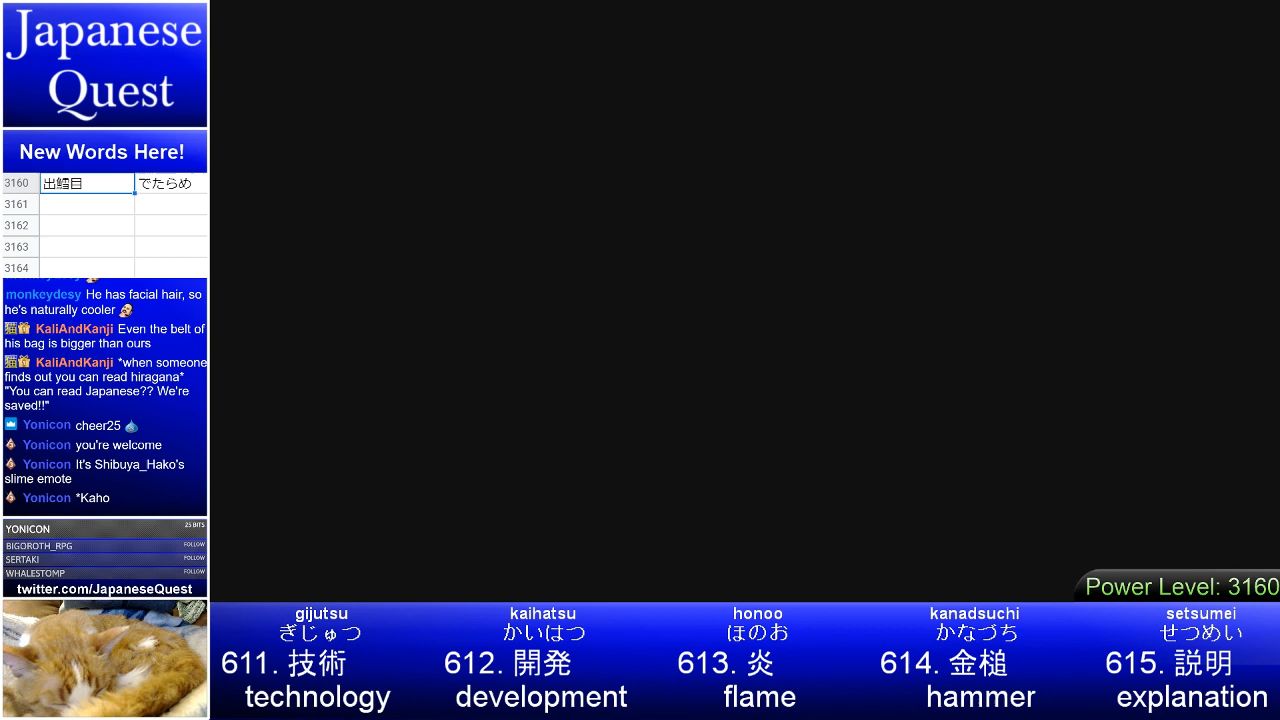 Japanese
Quest
New Words Here!
3160 出鱈目 でたらめ
3161
3162
3163
3164
monkeydesy He has facial hair, so
he's naturally cooler
KaliAndKanji Even the belt of
his bag is bigger than ours
KaliAndKanji *when someone
finds out you can read hiragana*
"You can read Japanese?? We're
saved!!"
Yonicon cheer25
Yonicon you're welcome
Yonicon It's Shibuya_Hako's
slime emote
Yonicon *Kaho
YONICON 25 BITS
BIGOROTH_RPG FOLLOW
SERTAKI FOLLOW
WHALESTOMP FOLLOW
twitter.com/JapaneseQuest
Power Level: 3160
gijutsu
ぎじゅつ
611. 技術
technology
kaihatsu
かいはつ
612. 開発
development
honoo
ほのお
613. 炎
flame
kanadsuchi
かなづち
614. 金槌
hammer
setsumei
せつめい
615. 説明
explanation